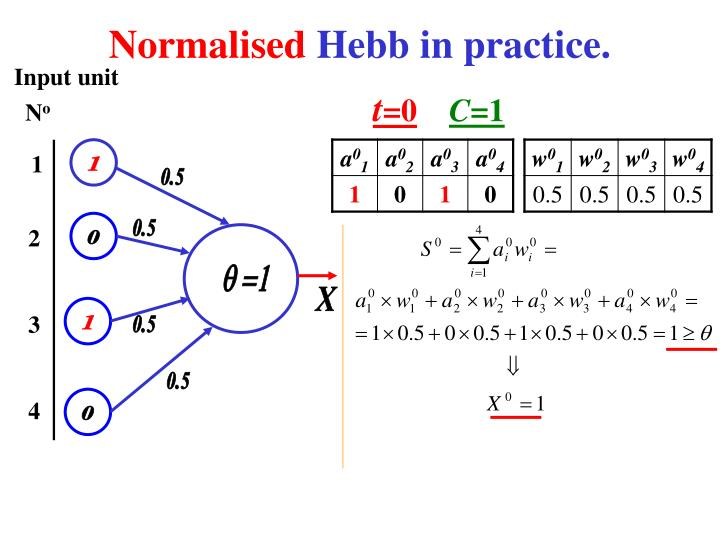 Normalised Hebb in practice.
Input unit
Nº
t=0 C=1
a⁰₁ a⁰₂ a⁰₃ a⁰₄ w⁰₁ w⁰₂ w⁰₃ w⁰₄
1 0 1 0 0.5 0.5 0.5 0.5
1 1 0.5
2 0 0.5
3 1 0.5
4 0 0.5
θ=1
X
S⁰ = ∑⁴ᵢ₌₁ a⁰ᵢ w⁰ᵢ =
a⁰₁ × w⁰₁ + a⁰₂ × w⁰₂ + a⁰₃ × w⁰₃ + a⁰₄ × w⁰₄ =
= 1×0.5 + 0×0.5 + 1×0.5 + 0×0.5 = 1 ≥ θ
⇓
X⁰ = 1